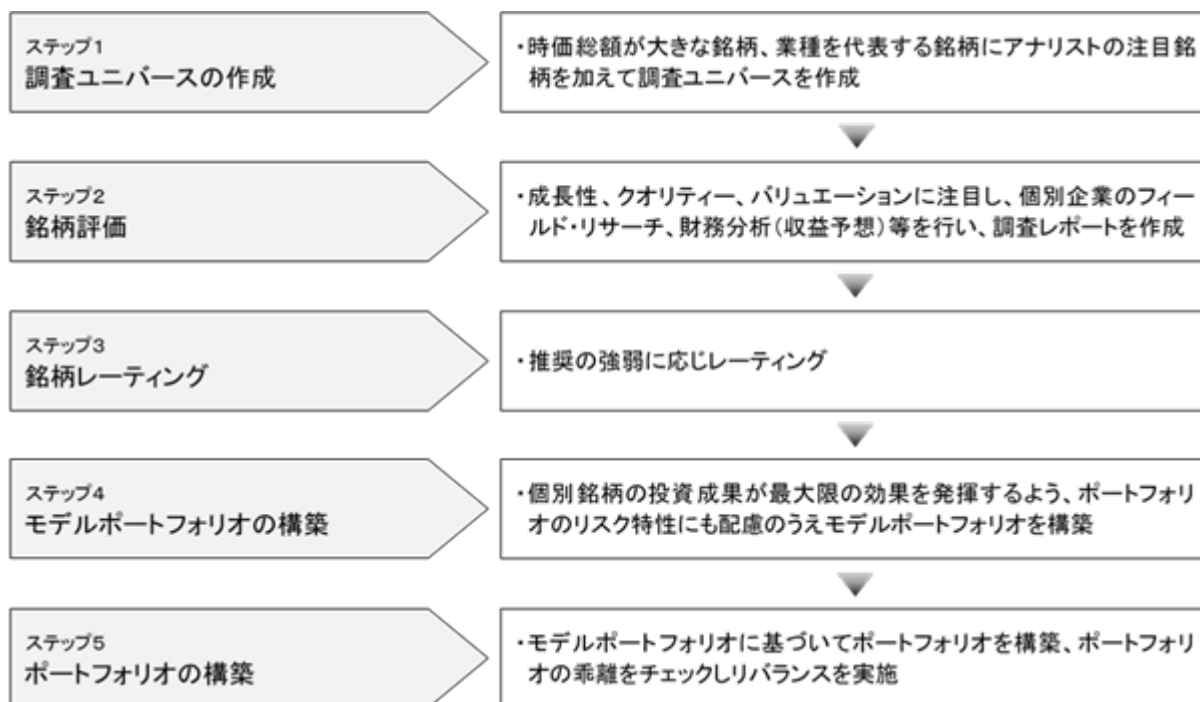 ステップ1
調査ユニバースの作成
・時価総額が大きな銘柄、業種を代表する銘柄にアナリストの注目銘
柄を加えて調査ユニバースを作成
ステップ2
銘柄評価
・成長性、クオリティー、バリュエーションに注目し、個別企業のフィー
ルド・リサーチ、財務分析(収益予想)等を行い、調査レポートを作成
ステップ3
銘柄レーティング
・推奨の強弱に応じレーティング
ステップ4
モデルポートフォリオの構築
・個別銘柄の投資成果が最大限の効果を発揮するよう、ポートフォリ
オのリスク特性にも配慮のうえモデルポートフォリオを構築
ステップ5
ポートフォリオの構築
・モデルポートフォリオに基づいてポートフォリオを構築、ポートフォリ
オの乖離をチェックしリバランスを実施